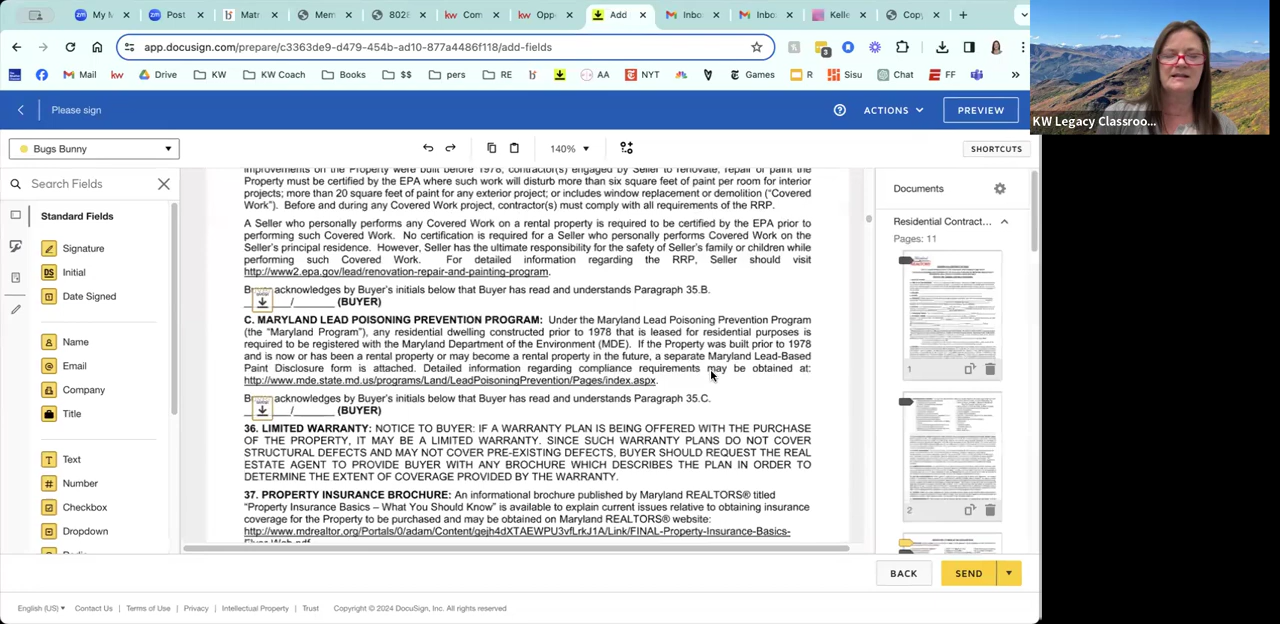 My M
Post
Matr
Mem
8028
Com
Opp
Add
Inbo
Inbo
Kelle
Copy
app.docusign.com/prepare/c3363de9-d479-454b-ad10-877a4486f118/add-fields
3
Mail
kw
Drive
KW
KW Coach
Books
$$
pers
RE
AA
NYT
Games
R
Sisu
Chat
FF
»
KW Legacy Classroo...
Please sign
ACTIONS
PREVIEW
Bugs Bunny
140%
SHORTCUTS
Search Fields
Standard Fields
Signature
DS Initial
Date Signed
Name
Email
Company
Title
Text
Number
Checkbox
Dropdown
improvements on the Property were built before 1978, contractor(s) engaged by Seller to renovate, repair or paint the
Property must be certified by the EPA where such work will disturb more than six square feet of paint per room for interior
projects; more than 20 square feet of paint for any exterior project; or includes window replacement or demolition ("Covered
Work"). Before and during any Covered Work project, contractor(s) must comply with all requirements of the RRP.
A Seller who personally performs any Covered Work on a rental property is required to be certified by the EPA prior to
performing such Covered Work. No certification is required for a Seller who personally performs Covered Work on the
Seller's principal residence. However, Seller has the ultimate responsibility for the safety of Seller's family or children while
performing such Covered Work. For detailed information regarding the RRP, Seller should visit
http://www2.epa.gov/lead/renovation-repair-and-painting-program.
acknowledges by Buyer's initials below that Buyer has read and understands Paragraph 35.B.
/ (BUYER)
C. MARYLAND LEAD POISONING PREVENTION PROGRAM: Under the Maryland Lead Poisoning Prevention Program
(the "Maryland Program"), any residential dwelling constructed prior to 1978 that is leased for residential purposes is
required to be registered with the Maryland Department of the Environment (MDE). If the Property was built prior to 1978
and is now or has been a rental property or may become a rental property in the future, a separate Maryland Lead-Based
Paint Disclosure form is attached. Detailed information regarding compliance requirements may be obtained at:
http://www.mde.state.md.us/programs/Land/LeadPoisoningPrevention/Pages/index.aspx.
acknowledges by Buyer's initials below that Buyer has read and understands Paragraph 35.C.
(BUYER)
36. LIMITED WARRANTY: NOTICE TO BUYER: IF A WARRANTY PLAN IS BEING OFFERED WITH THE PURCHASE
OF THE PROPERTY, IT MAY BE A LIMITED WARRANTY. SINCE SUCH WARRANTY PLANS DO NOT COVER
STRUCTURAL DEFECTS AND MAY NOT COVER PRE-EXISTING DEFECTS, BUYER SHOULD REQUEST THE REAL
ESTATE AGENT TO PROVIDE BUYER WITH ANY BROCHURE WHICH DESCRIBES THE PLAN IN ORDER TO
DETERMINE THE EXTENT OF COVERAGE PROVIDED BY THE WARRANTY.
37. PROPERTY INSURANCE BROCHURE: An informational brochure published by Maryland REALTORS® titled
"Property Insurance Basics – What You Should Know" is available to explain current issues relative to obtaining insurance
coverage for the Property to be purchased and may be obtained on Maryland REALTORS® website:
http://www.mdrealtor.org/Portals/0/adam/Content/gejh4dXTAEWPU3vfLrkJ1A/Link/FINAL-Property-Insurance-Basics-
Documents
Residential Contract...
Pages: 11
1
2
BACK
SEND
English (US)
Contact Us
Terms of Use
Privacy
Intellectual Property
Trust
Copyright © 2024 DocuSign, Inc. All rights reserved